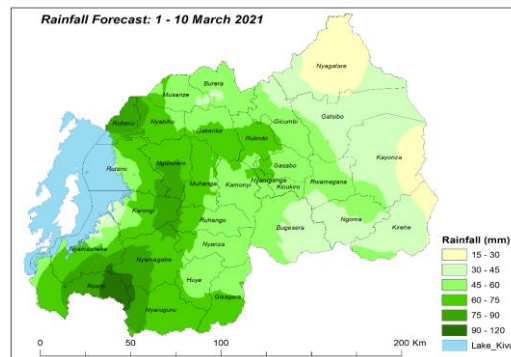 Rainfall Forecast: 1 - 10 March 2021
Nyagatare
Burera
Musanze
Gatsibo
Gicumbi
Rubavu
Nyabihu
Gakenke
Rulindo
Kayonza
Ngororero
Gasabo
Rutsiro
Nyarugenge
Kicukiro
Rwamagana
Muhanga
Kamonyi
Karongi
Ruhango
Ngoma
Kirehe
Bugesera
Nyanza
Nyamasheke
Nyamagabe
Huye
Rusizi
Gisagara
Nyaruguru
Rainfall (mm)
15 - 30
30 - 45
45 - 60
60 - 75
75 - 90
90 - 120
Lake_Kivu
0 50 100 200 Km